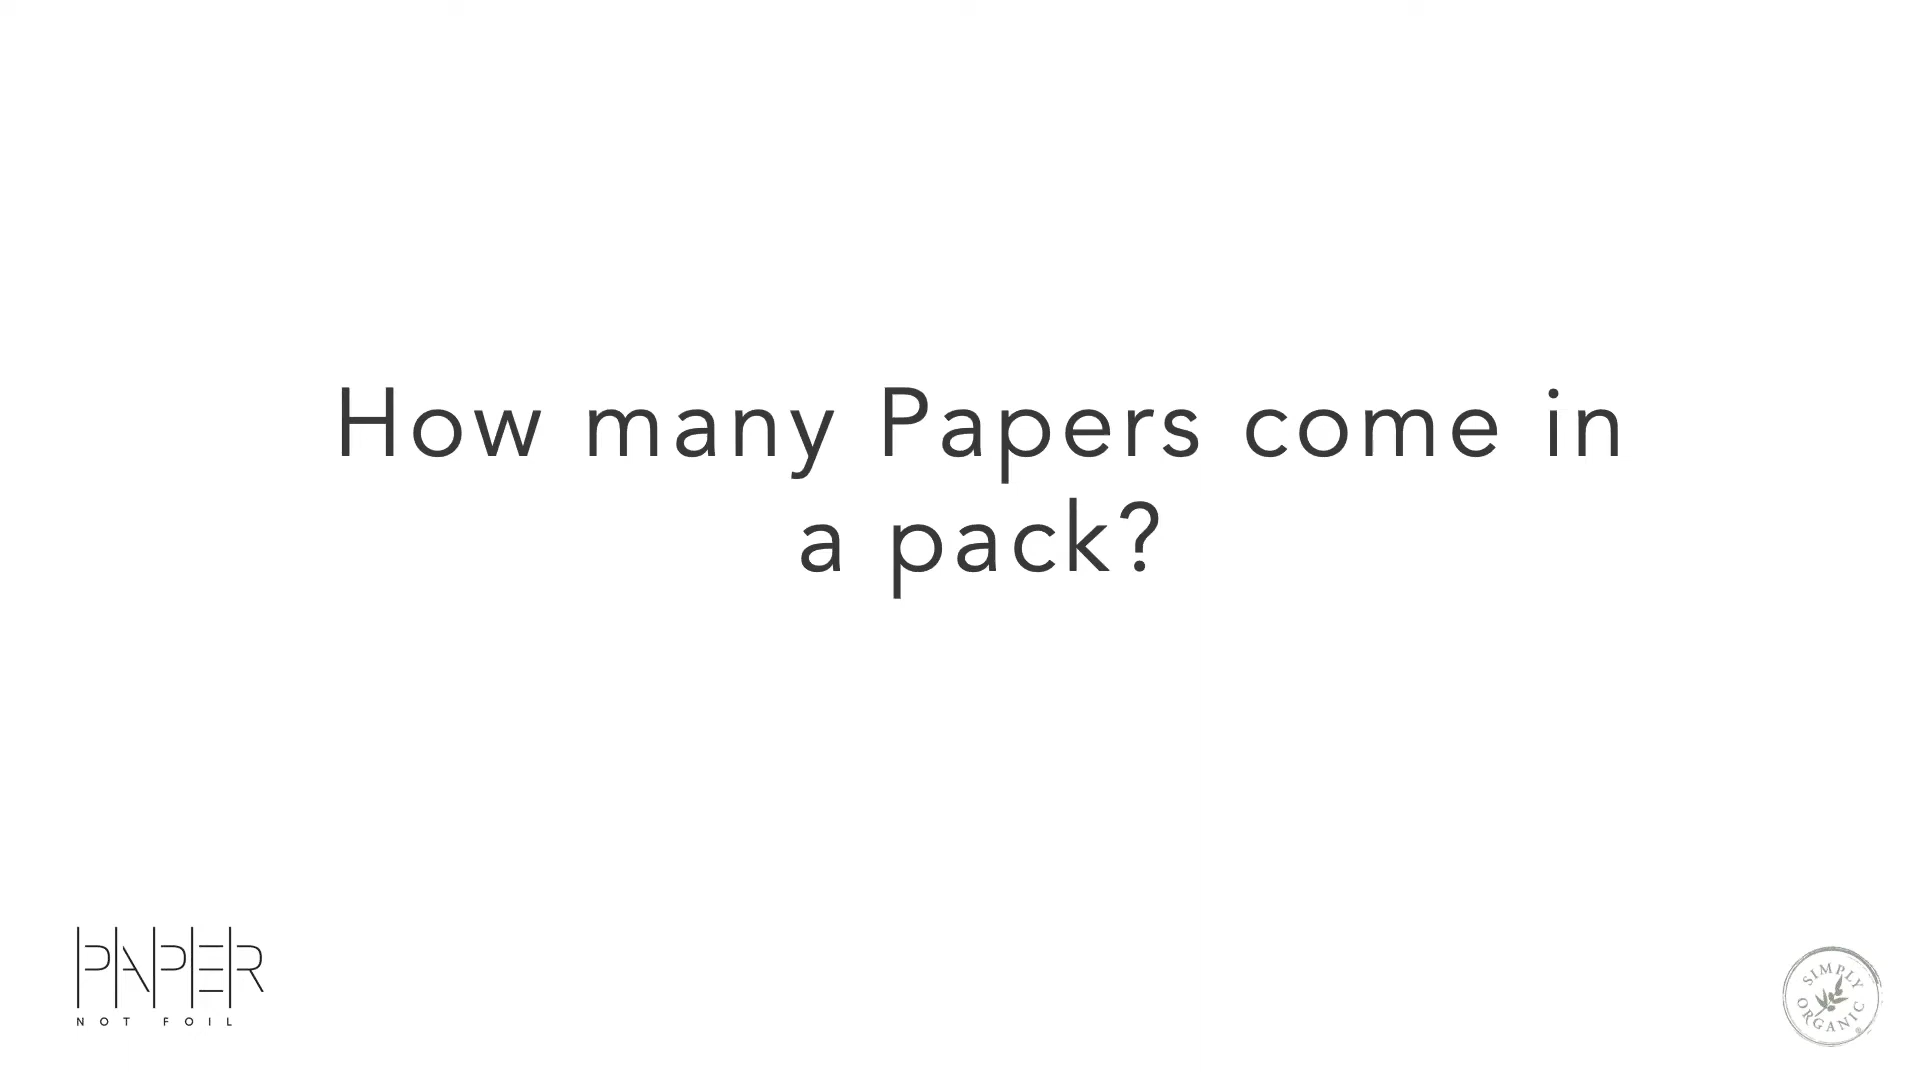 How many Papers come in
a pack?
PAPER
NOT FOIL
SIMPLY
ORGANIC